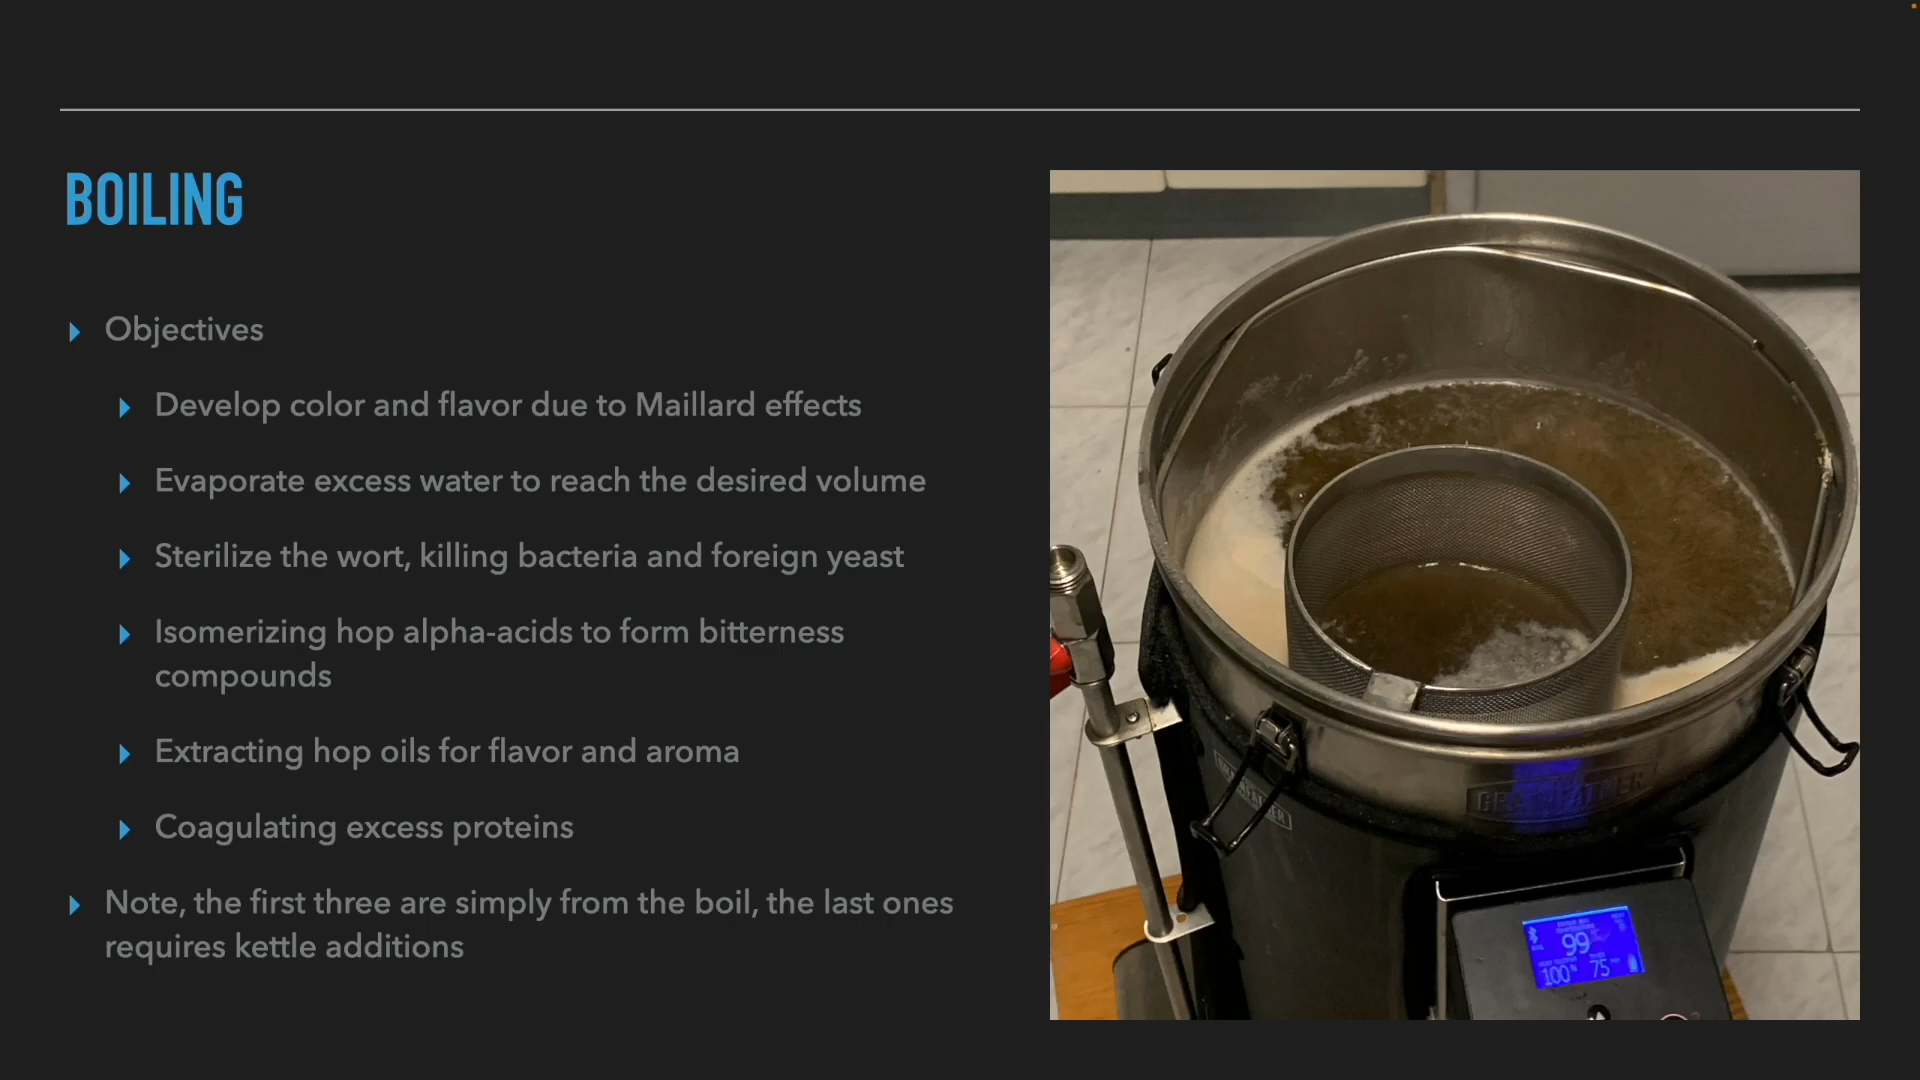 BOILING
Objectives
Develop color and flavor due to Maillard effects
Evaporate excess water to reach the desired volume
Sterilize the wort, killing bacteria and foreign yeast
Isomerizing hop alpha-acids to form bitterness
compounds
Extracting hop oils for flavor and aroma
Coagulating excess proteins
Note, the first three are simply from the boil, the last ones
requires kettle additions
GRAINFATHER
99
100% 75